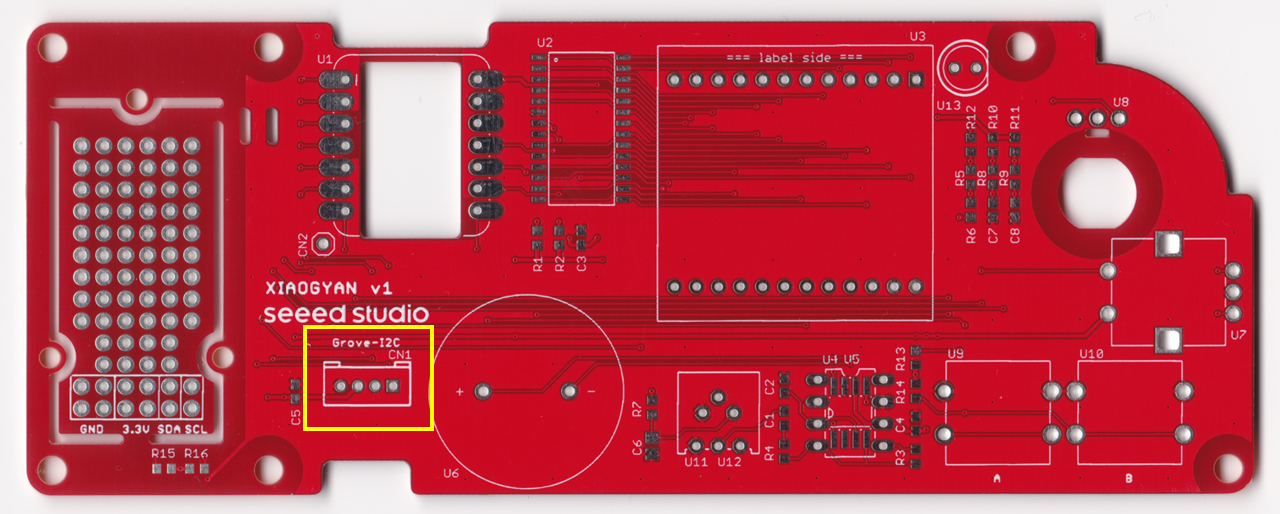 U1
U2
U3
=== label side ===
U13
R12
R10
R11
U8
R5
R8
R9
R6
C7
C8
CN2
R1
R2
C3
XIAOGYAN v1
seeed studio
Grove-I2C
CN1
C5
+
-
U6
U7
U4 U5
R13
U9
U10
C2
R14
R7
C1
C4
C6
R4
R3
U11 U12
GND 3.3V SDA SCL
R15 R16
A
B